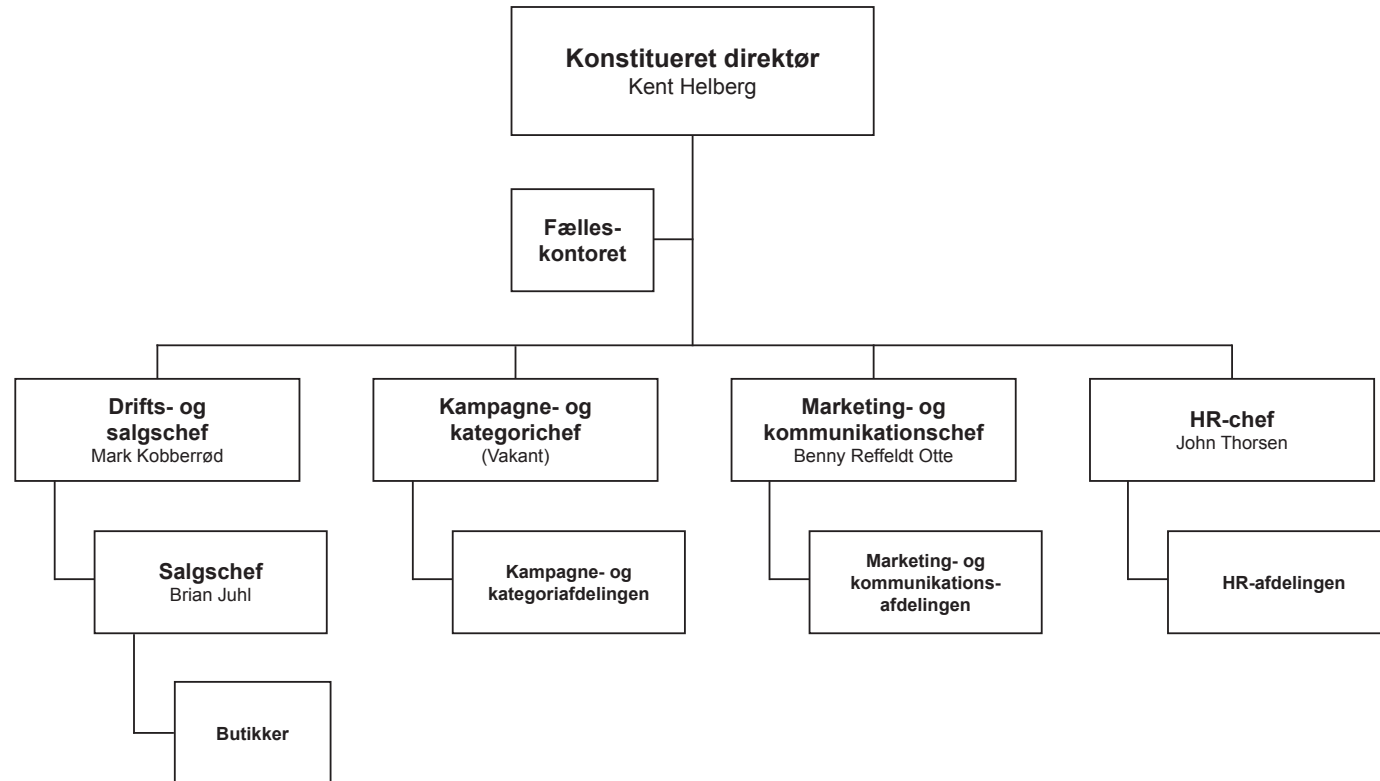 Konstitueret direktør
Kent Helberg
Fælles-
kontoret
Drifts- og
salgschef
Mark Kobberrød
Kampagne- og
kategorichef
(Vakant)
Marketing- og
kommunikationschef
Benny Reffeldt Otte
HR-chef
John Thorsen
Salgschef
Brian Juhl
Kampagne- og
kategoriafdelingen
Marketing- og
kommunikations-
afdelingen
HR-afdelingen
Butikker